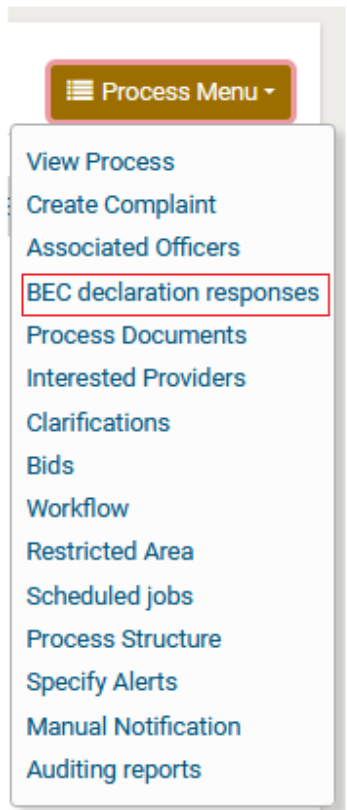 Process Menu
View Process
Create Complaint
Associated Officers
BEC declaration responses
Process Documents
Interested Providers
Clarifications
Bids
Workflow
Restricted Area
Scheduled jobs
Process Structure
Specify Alerts
Manual Notification
Auditing reports